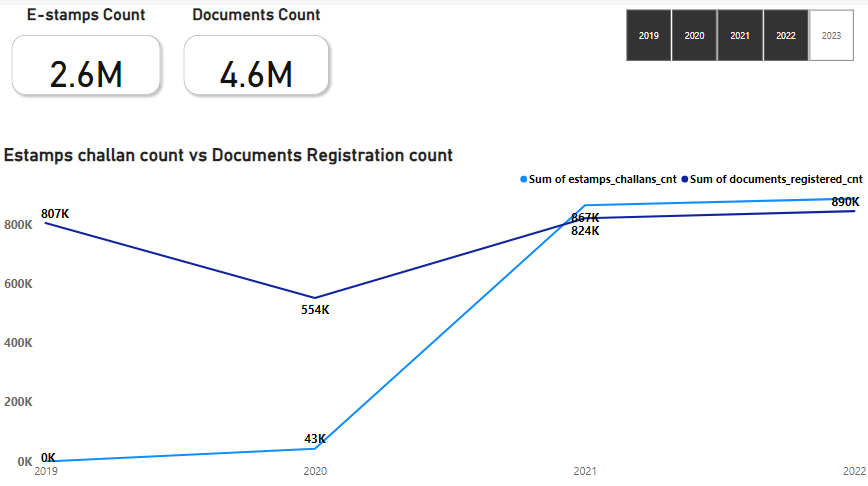 E-stamps Count
Documents Count
2.6M
4.6M
2019
2020
2021
2022
2023
Estamps challan count vs Documents Registration count
Sum of estamps_challans_cnt
Sum of documents_registered_cnt
800K
600K
400K
200K
0K
807K
554K
867K
824K
890K
0K
43K
2019
2020
2021
2022